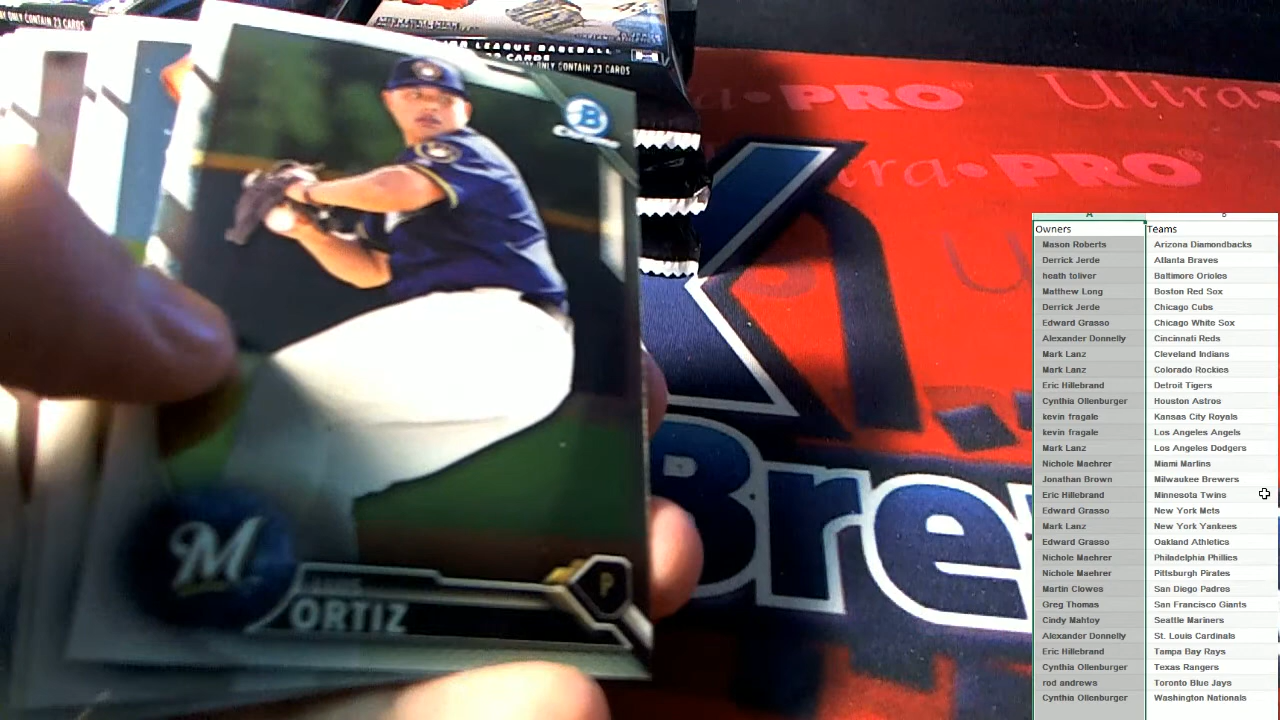 Y ONLY CONTAIN 23 CARDS
LEAGUE BASEBALL
CARDS
ONLY CONTAIN 23 CARDS
B
M
ORTIZ
P
PRO
Ultra
ra PRO®
Bre
A
Owners Teams
Mason Roberts Arizona Diamondbacks
Derrick Jerde Atlanta Braves
heath toliver Baltimore Orioles
Matthew Long Boston Red Sox
Derrick Jerde Chicago Cubs
Edward Grasso Chicago White Sox
Alexander Donnelly Cincinnati Reds
Mark Lanz Cleveland Indians
Mark Lanz Colorado Rockies
Eric Hillebrand Detroit Tigers
Cynthia Ollenburger Houston Astros
kevin fragale Kansas City Royals
kevin fragale Los Angeles Angels
Mark Lanz Los Angeles Dodgers
Nichole Maehrer Miami Marlins
Jonathan Brown Milwaukee Brewers
Eric Hillebrand Minnesota Twins
Edward Grasso New York Mets
Mark Lanz New York Yankees
Edward Grasso Oakland Athletics
Nichole Maehrer Philadelphia Phillies
Nichole Maehrer Pittsburgh Pirates
Martin Clowes San Diego Padres
Greg Thomas San Francisco Giants
Cindy Mahtoy Seattle Mariners
Alexander Donnelly St. Louis Cardinals
Eric Hillebrand Tampa Bay Rays
Cynthia Ollenburger Texas Rangers
rod andrews Toronto Blue Jays
Cynthia Ollenburger Washington Nationals